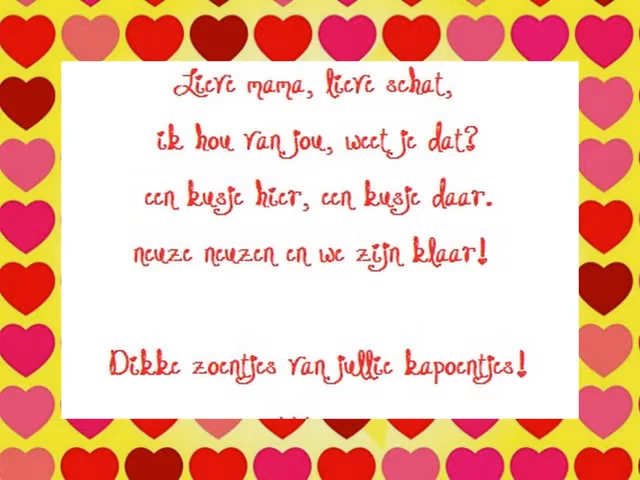 Lieve mama, lieve schat,
ik hou van jou, weet je dat?
een kusje hier, een kusje daar.
neuze neuzen en we zijn klaar!
Dikke zoentjes van jullie kapoentjes!